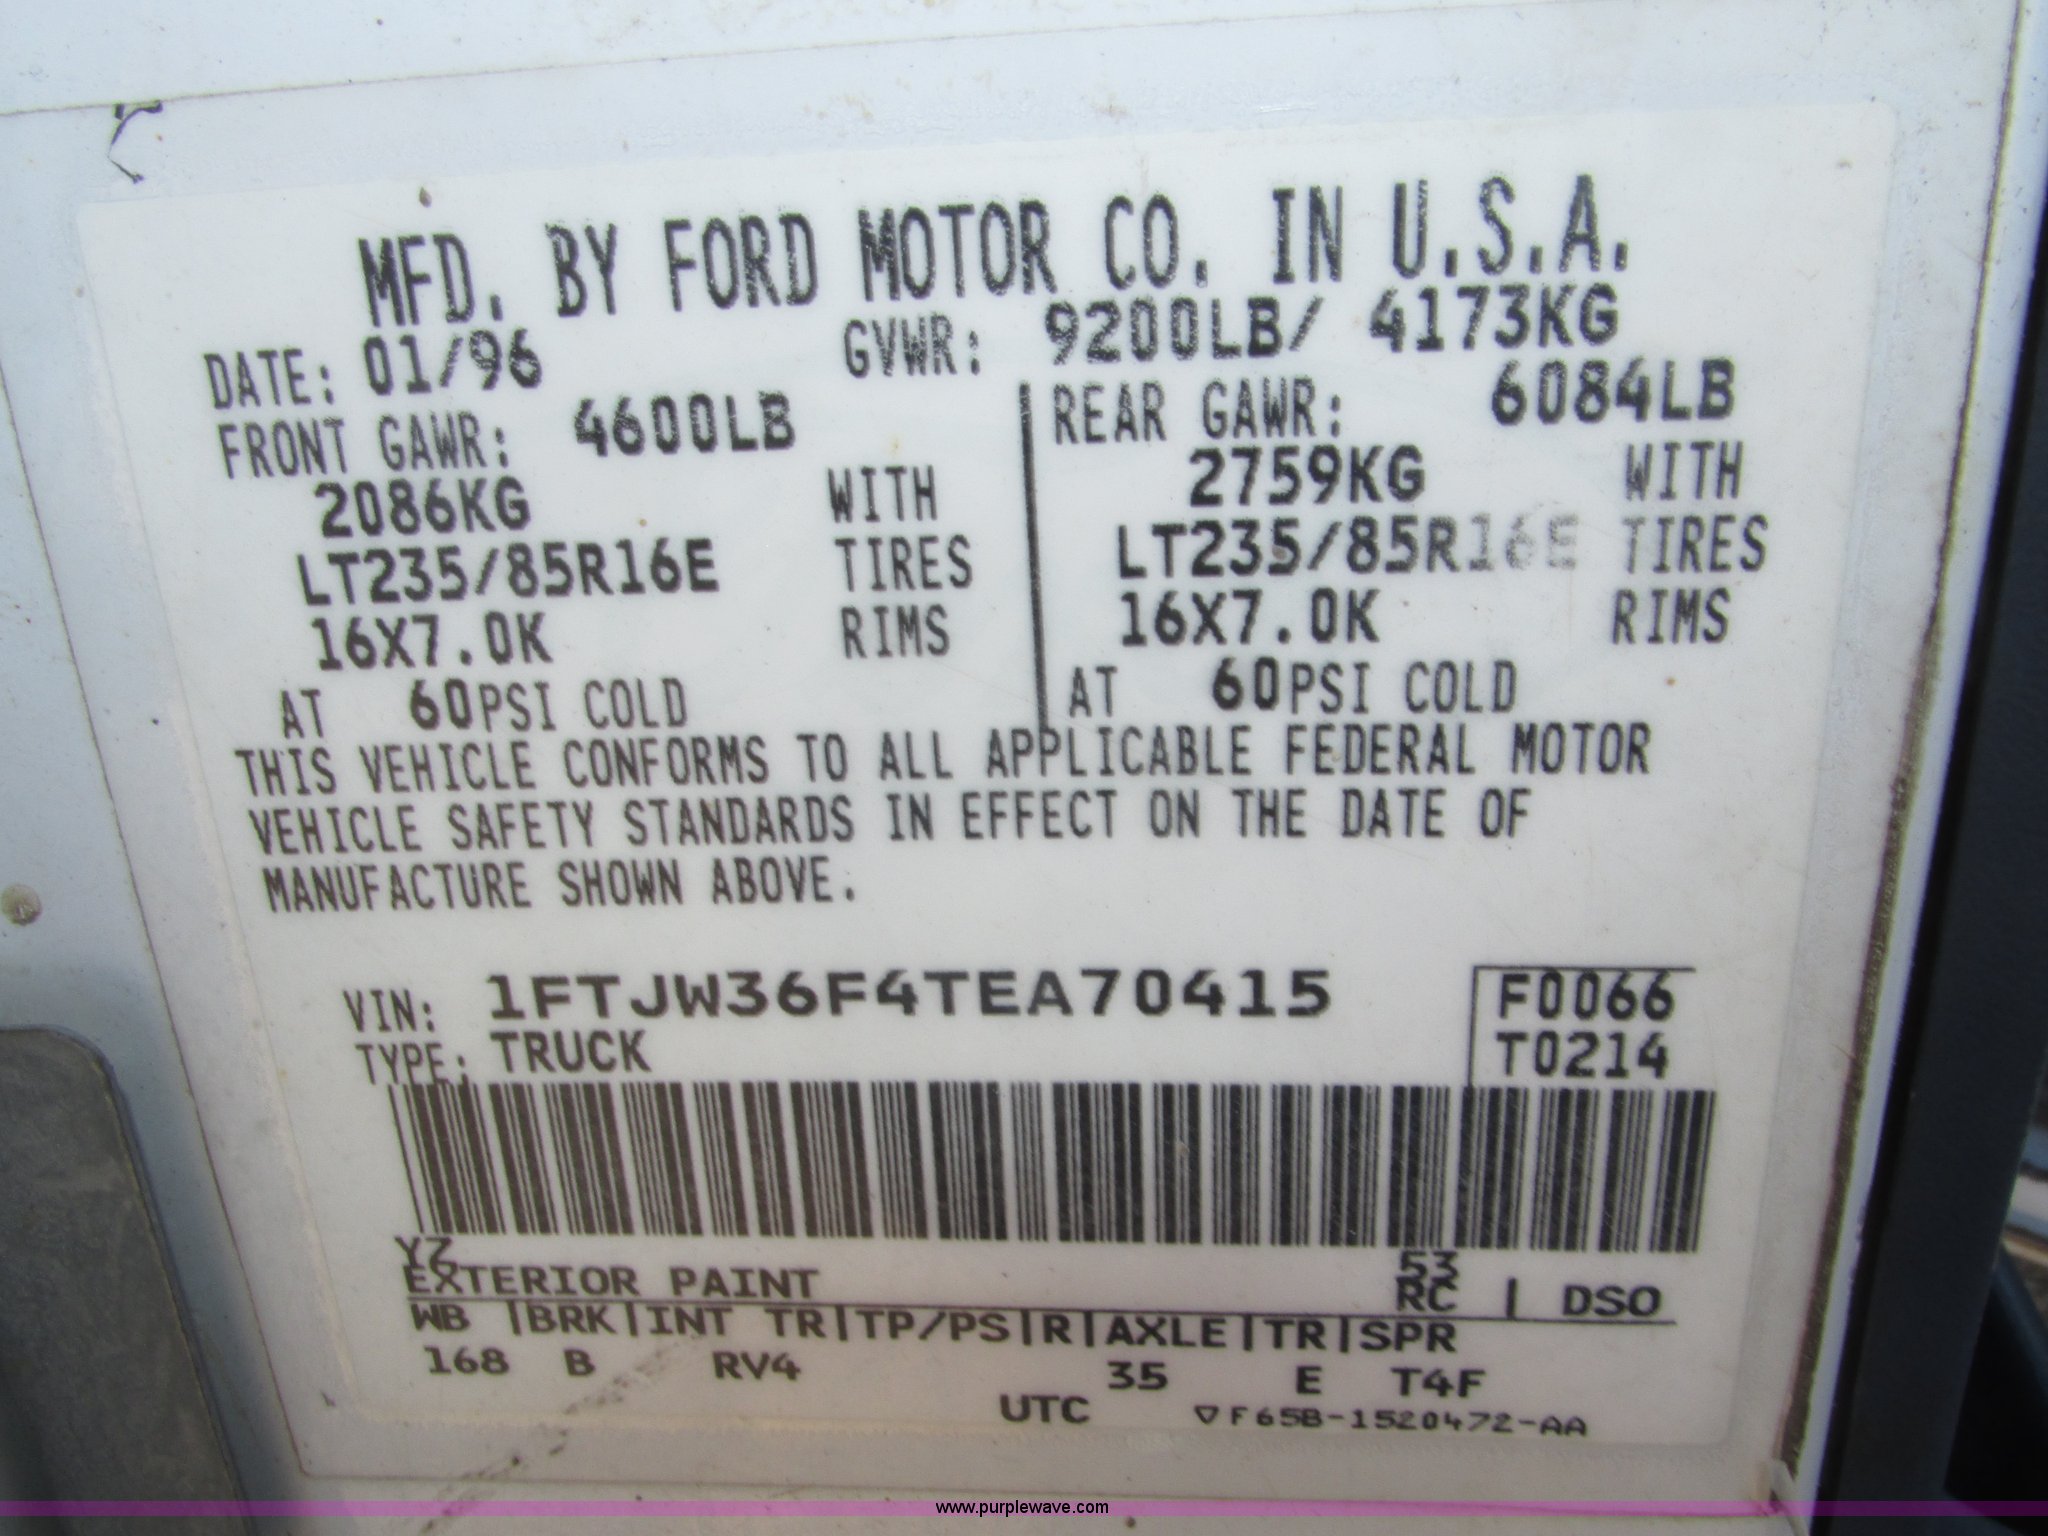 MFD. BY FORD MOTOR CO. IN U.S.A.
DATE: 01/96 GVWR: 9200LB/ 4173KG
FRONT GAWR: 4600LB REAR GAWR: 6084LB
2086KG WITH 2759KG WITH
LT235/85R16E TIRES LT235/85R16E TIRES
16X7.0K RIMS 16X7.0K RIMS
AT 60PSI COLD AT 60PSI COLD
THIS VEHICLE CONFORMS TO ALL APPLICABLE FEDERAL MOTOR
VEHICLE SAFETY STANDARDS IN EFFECT ON THE DATE OF
MANUFACTURE SHOWN ABOVE.
VIN: 1FTJW36F4TEA70415 F0066
TYPE: TRUCK T0214
YZ 53
EXTERIOR PAINT RC | DSO
WB |BRK|INT TR|TP/PS|R|AXLE|TR|SPR
168 B RV4 35 E T4F
UTC ▽F65B-1520472-AA
www.purplewave.com